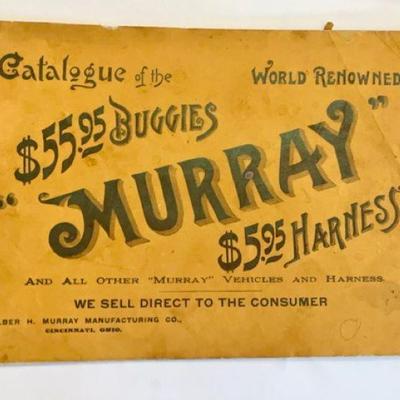 Catalogue of the World Renowned
$55.95 Buggies
"MURRAY"
$5.95 Harness
And All Other "Murray" Vehicles and Harness.
WE SELL DIRECT TO THE CONSUMER
LBER H. MURRAY MANUFACTURING CO.,
CINCINNATI, OHIO.